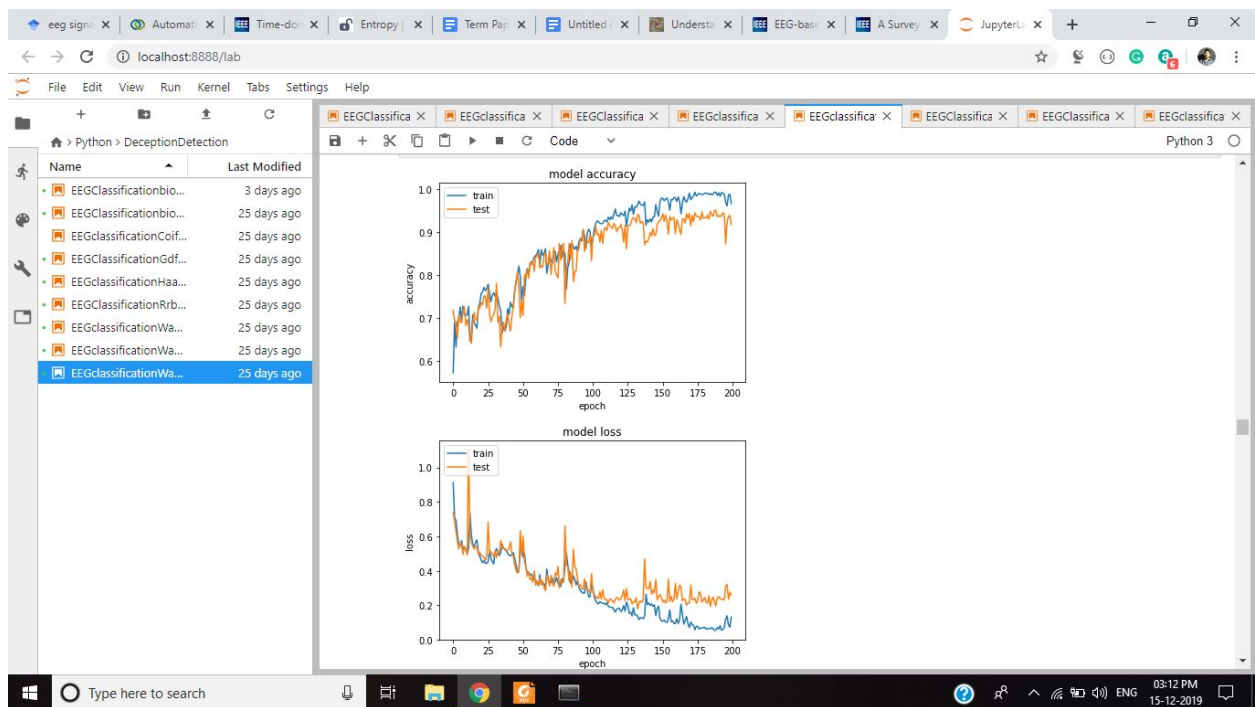 eeg signa
Automati
Time-dor
Entropy |
Term Pap
Untitled
Understa
EEG-base
A Survey
JupyterLa
localhost:8888/lab
File Edit View Run Kernel Tabs Settings Help
EEGClassifica EEGclassifica EEGClassifica EEGclassifica EEGClassifica EEGClassifica EEGClassifica EEGClassifica
Python > DeceptionDetection
Code
Python 3
Name Last Modified
EEGClassificationbio... 3 days ago
EEGClassificationbio... 25 days ago
EEGclassificationCoif... 25 days ago
EEGClassificationGdf... 25 days ago
EEGclassificationHaa... 25 days ago
EEGClassificationRrb... 25 days ago
EEGclassificationWa... 25 days ago
EEGclassificationWa... 25 days ago
EEGclassificationWa... 25 days ago
model accuracy
train
test
1.0
0.9
0.8
0.7
0.6
accuracy
0 25 50 75 100 125 150 175 200
epoch
model loss
train
test
1.0
0.8
0.6
0.4
0.2
0.0
loss
0 25 50 75 100 125 150 175 200
epoch
Type here to search
ENG
03:12 PM
15-12-2019